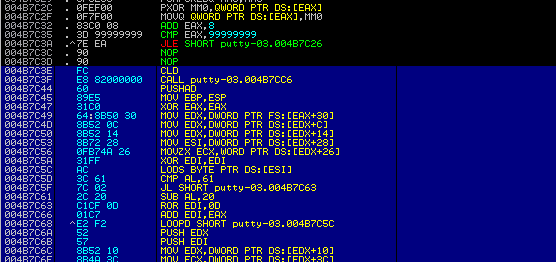 004B7C2F . 0F7F00 MOVQ QWORD PTR DS:[EAX],MM0
004B7C32 . 83C0 08 ADD EAX,8
004B7C35 . 3D 99999999 CMP EAX,99999999
004B7C3A .^7E EA JLE SHORT putty-03.004B7C26
004B7C3C . 90 NOP
004B7C3D . 90 NOP
004B7C3E FC CLD
004B7C3F E8 82000000 CALL putty-03.004B7CC6
004B7C44 60 PUSHAD
004B7C45 89E5 MOV EBP,ESP
004B7C47 31C0 XOR EAX,EAX
004B7C49 64:8B50 30 MOV EDX,DWORD PTR FS:[EAX+30]
004B7C4D 8B52 0C MOV EDX,DWORD PTR DS:[EDX+C]
004B7C50 8B52 14 MOV EDX,DWORD PTR DS:[EDX+14]
004B7C53 8B72 28 MOV ESI,DWORD PTR DS:[EDX+28]
004B7C56 0FB74A 26 MOVZX ECX,WORD PTR DS:[EDX+26]
004B7C5A 31FF XOR EDI,EDI
004B7C5C AC LODS BYTE PTR DS:[ESI]
004B7C5D 3C 61 CMP AL,61
004B7C5F 7C 02 JL SHORT putty-03.004B7C63
004B7C61 2C 20 SUB AL,20
004B7C63 C1CF 0D ROR EDI,0D
004B7C66 01C7 ADD EDI,EAX
004B7C68 ^E2 F2 LOOPD SHORT putty-03.004B7C5C
004B7C6A 52 PUSH EDX
004B7C6B 57 PUSH EDI
004B7C6C 8B52 10 MOV EDX,DWORD PTR DS:[EDX+10]
004B7C6F 8B4A 3C MOV ECX,DWORD PTR DS:[EDX+3C]